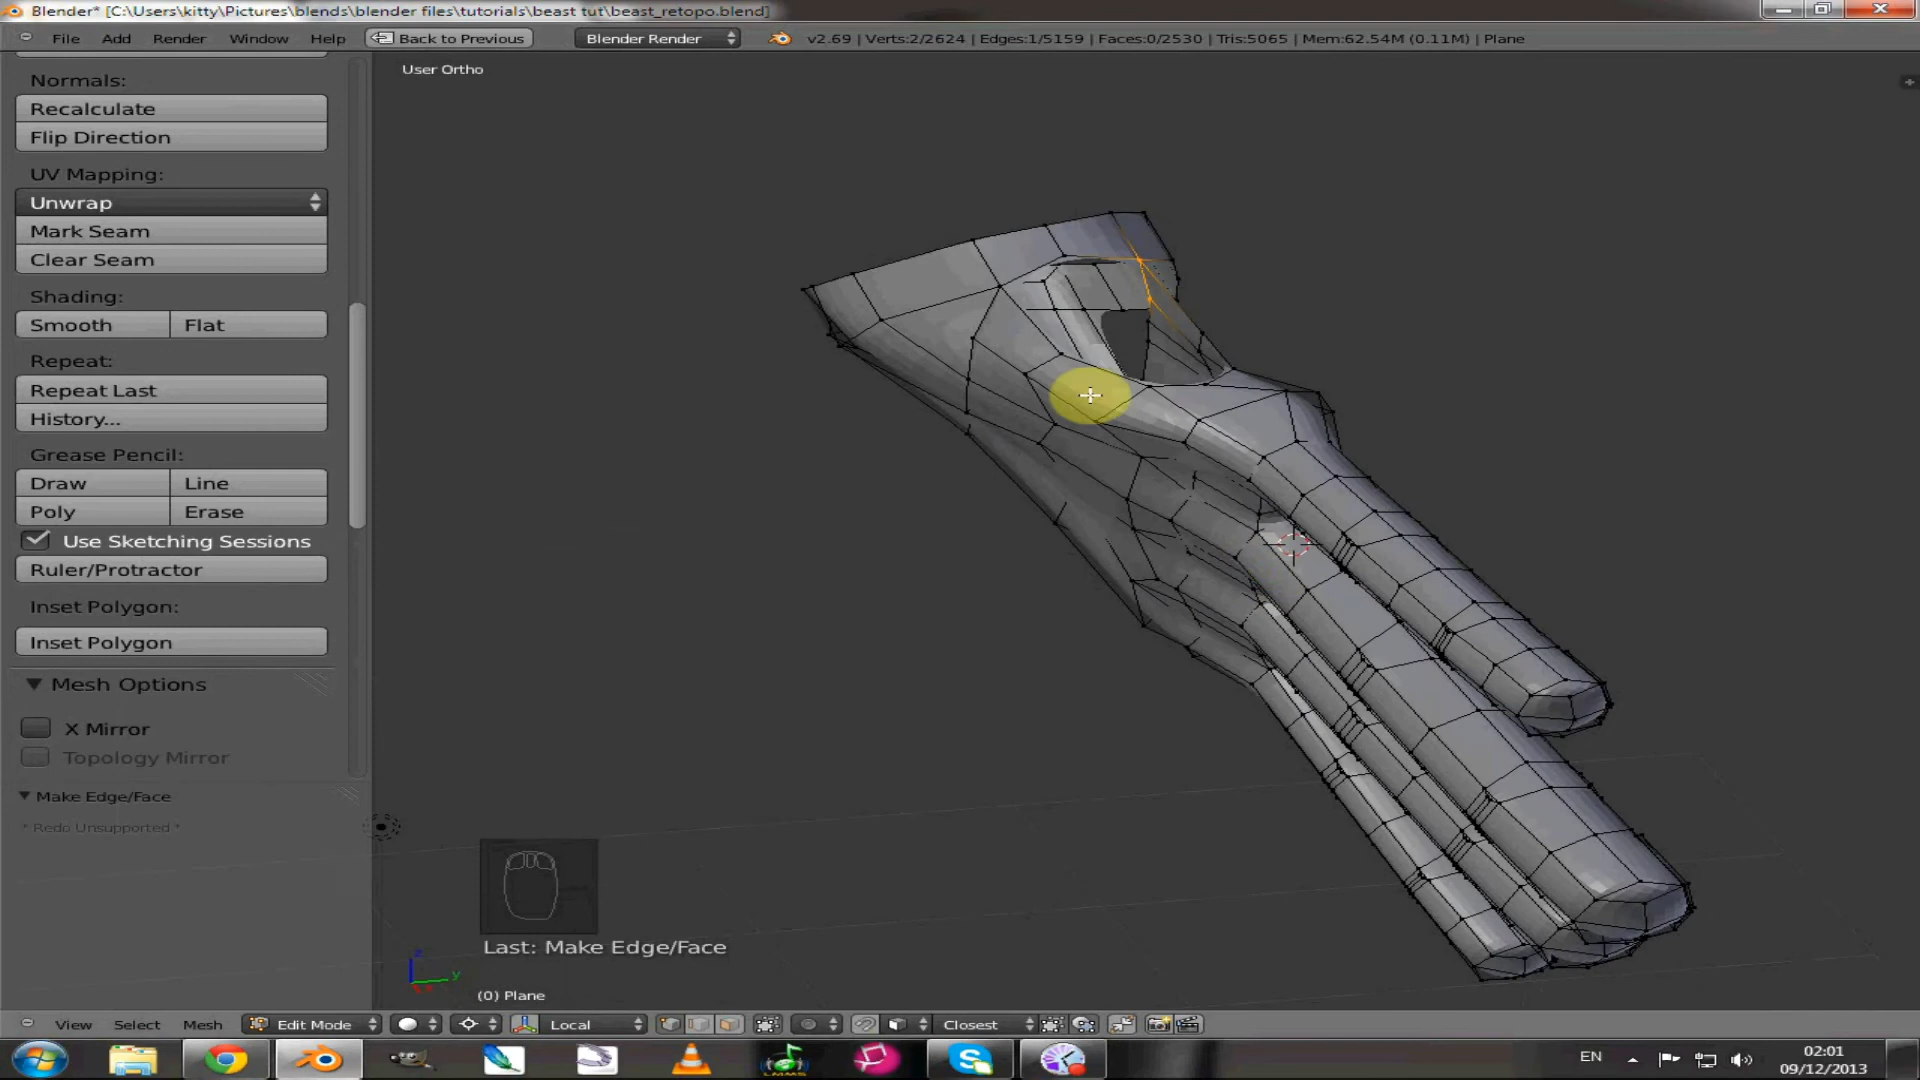 Blender* [C:\Users\kitty\Pictures\blends\blender files\tutorials\beast tut\beast_retopo.blend]
File Add Render Window Help Back to Previous Blender Render v2.69 | Verts:2/2624 | Edges:1/5159 | Faces:0/2530 | Tris:5065 | Mem:62.54M (0.11M) | Plane
User Ortho
Normals:
Recalculate
Flip Direction
UV Mapping:
Unwrap
Mark Seam
Clear Seam
Shading:
Smooth Flat
Repeat:
Repeat Last
History...
Grease Pencil:
Draw Line
Poly Erase
Use Sketching Sessions
Ruler/Protractor
Inset Polygon:
Inset Polygon
Mesh Options
X Mirror
Topology Mirror
Make Edge/Face
* Redo Unsupported *
Last: Make Edge/Face
z
y
(0) Plane
View Select Mesh Edit Mode Local Closest
LMMS
EN
02:01
09/12/2013